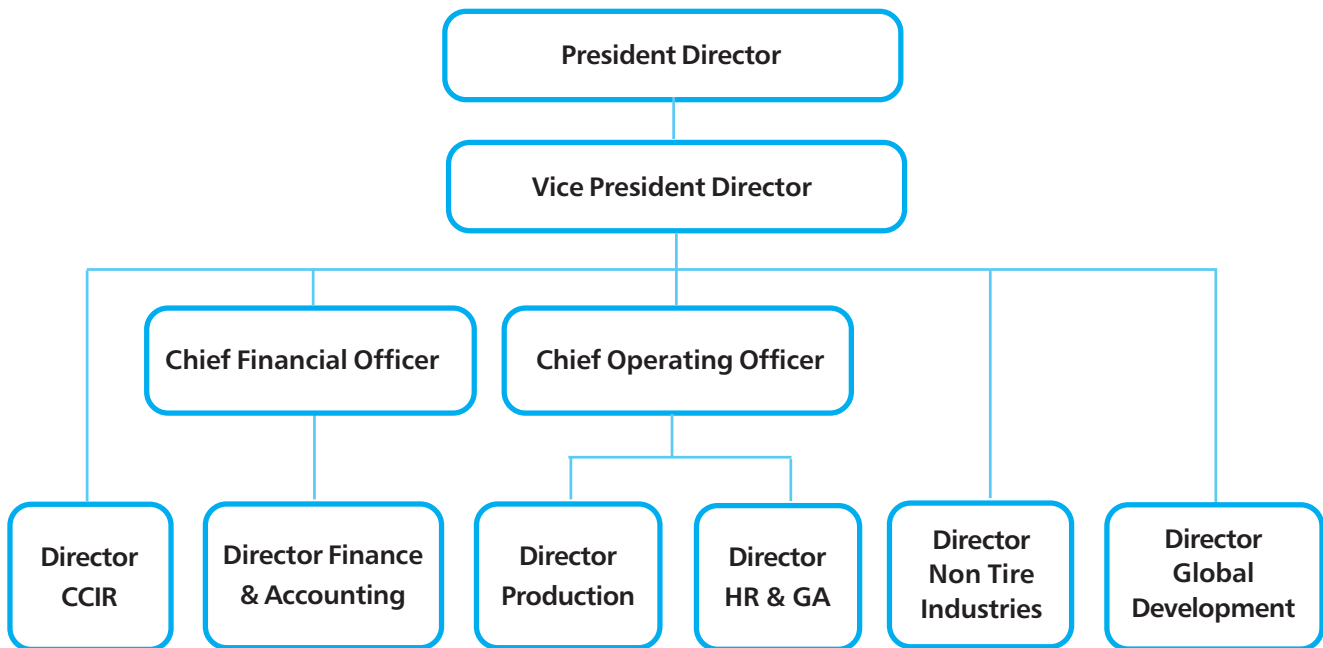 President Director
Vice President Director
Chief Financial Officer
Chief Operating Officer
Director
CCIR
Director Finance
& Accounting
Director
Production
Director
HR & GA
Director
Non Tire
Industries
Director
Global
Development